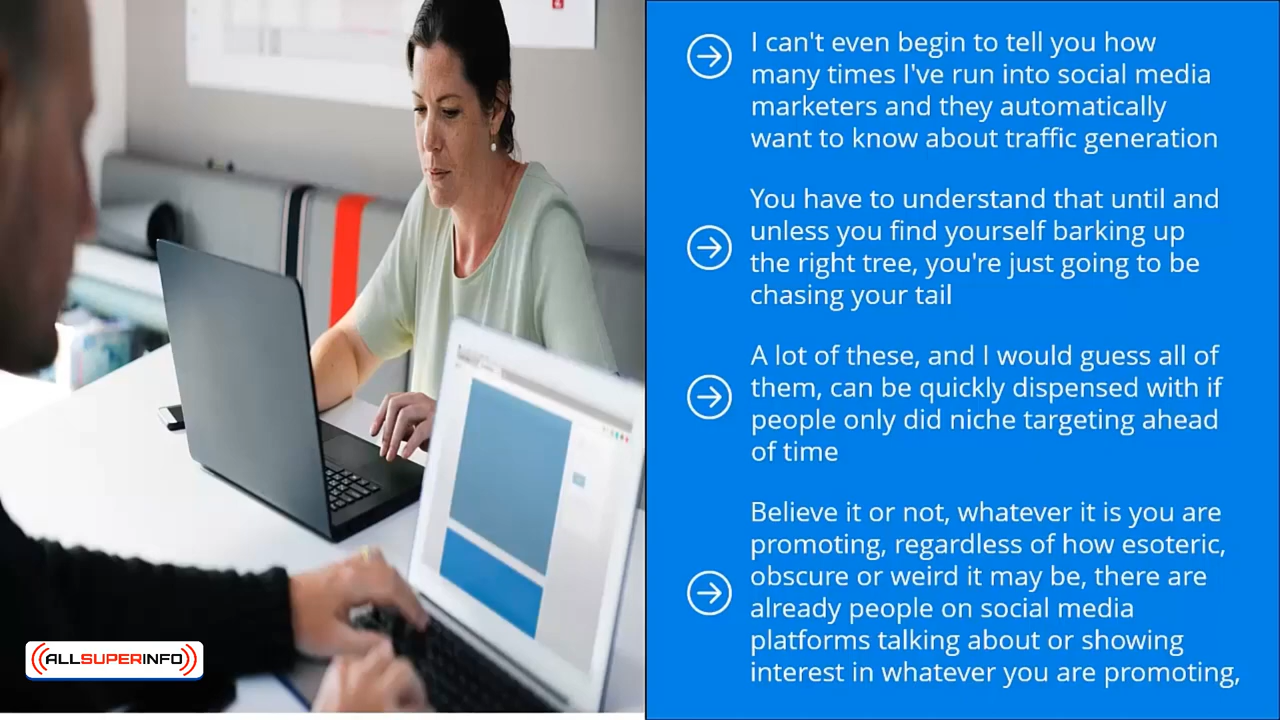 I can't even begin to tell you how
many times I've run into social media
marketers and they automatically
want to know about traffic generation
You have to understand that until and
unless you find yourself barking up
the right tree, you're just going to be
chasing your tail
A lot of these, and I would guess all of
them, can be quickly dispensed with if
people only did niche targeting ahead
of time
Believe it or not, whatever it is you are
promoting, regardless of how esoteric,
obscure or weird it may be, there are
already people on social media
platforms talking about or showing
interest in whatever you are promoting,
ALLSUPERINFO